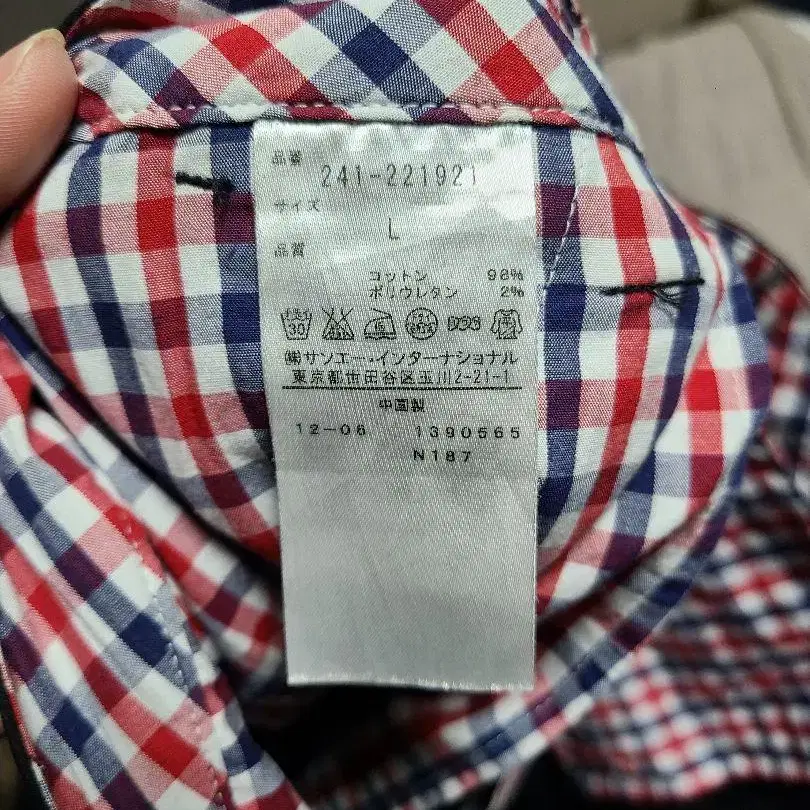 品番
241-221921
サイズ
L
品質
コットン 98%
ポリウレタン 2%
30
㈱サンエー・インターナショナル
東京都世田谷区玉川2-21-1
中国製
12-06 1390565
N187